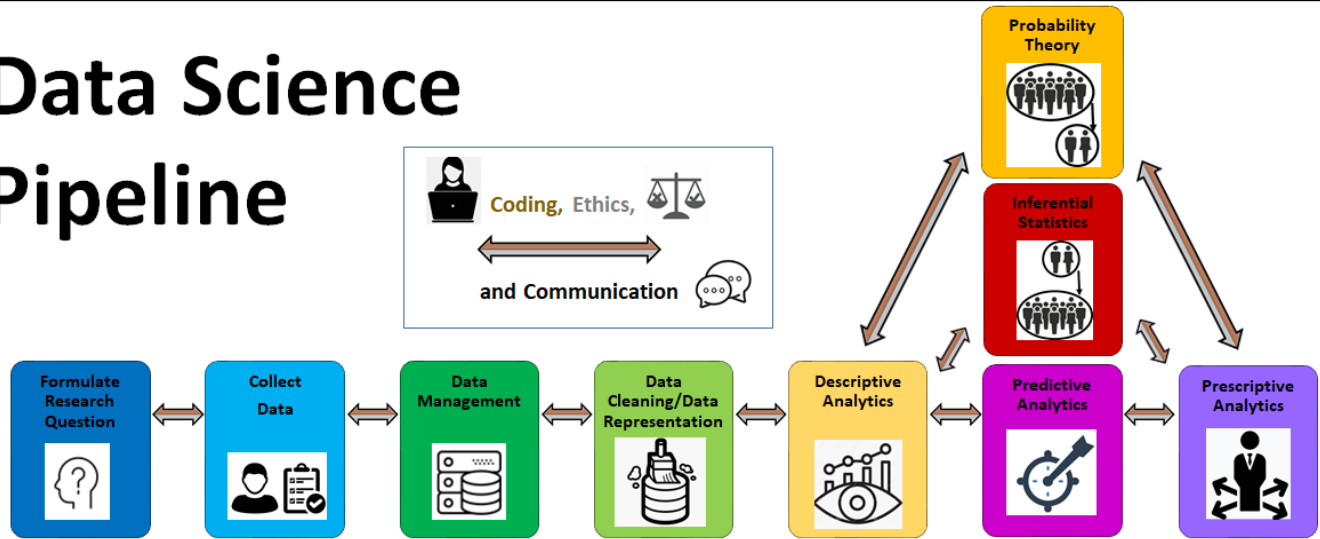 Data Science
Pipeline
Coding, Ethics,
and Communication
Probability
Theory
Inferential
Statistics
Formulate
Research
Question
Collect
Data
Data
Management
Data
Cleaning/Data
Representation
Descriptive
Analytics
Predictive
Analytics
Prescriptive
Analytics